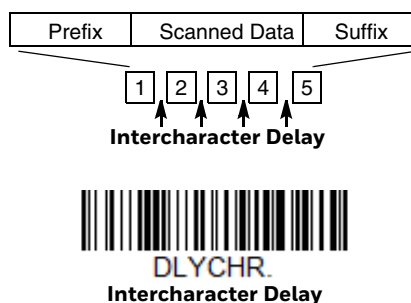 Prefix Scanned Data Suffix
1 2 3 4 5
Intercharacter Delay
DLYCHR.
Intercharacter Delay